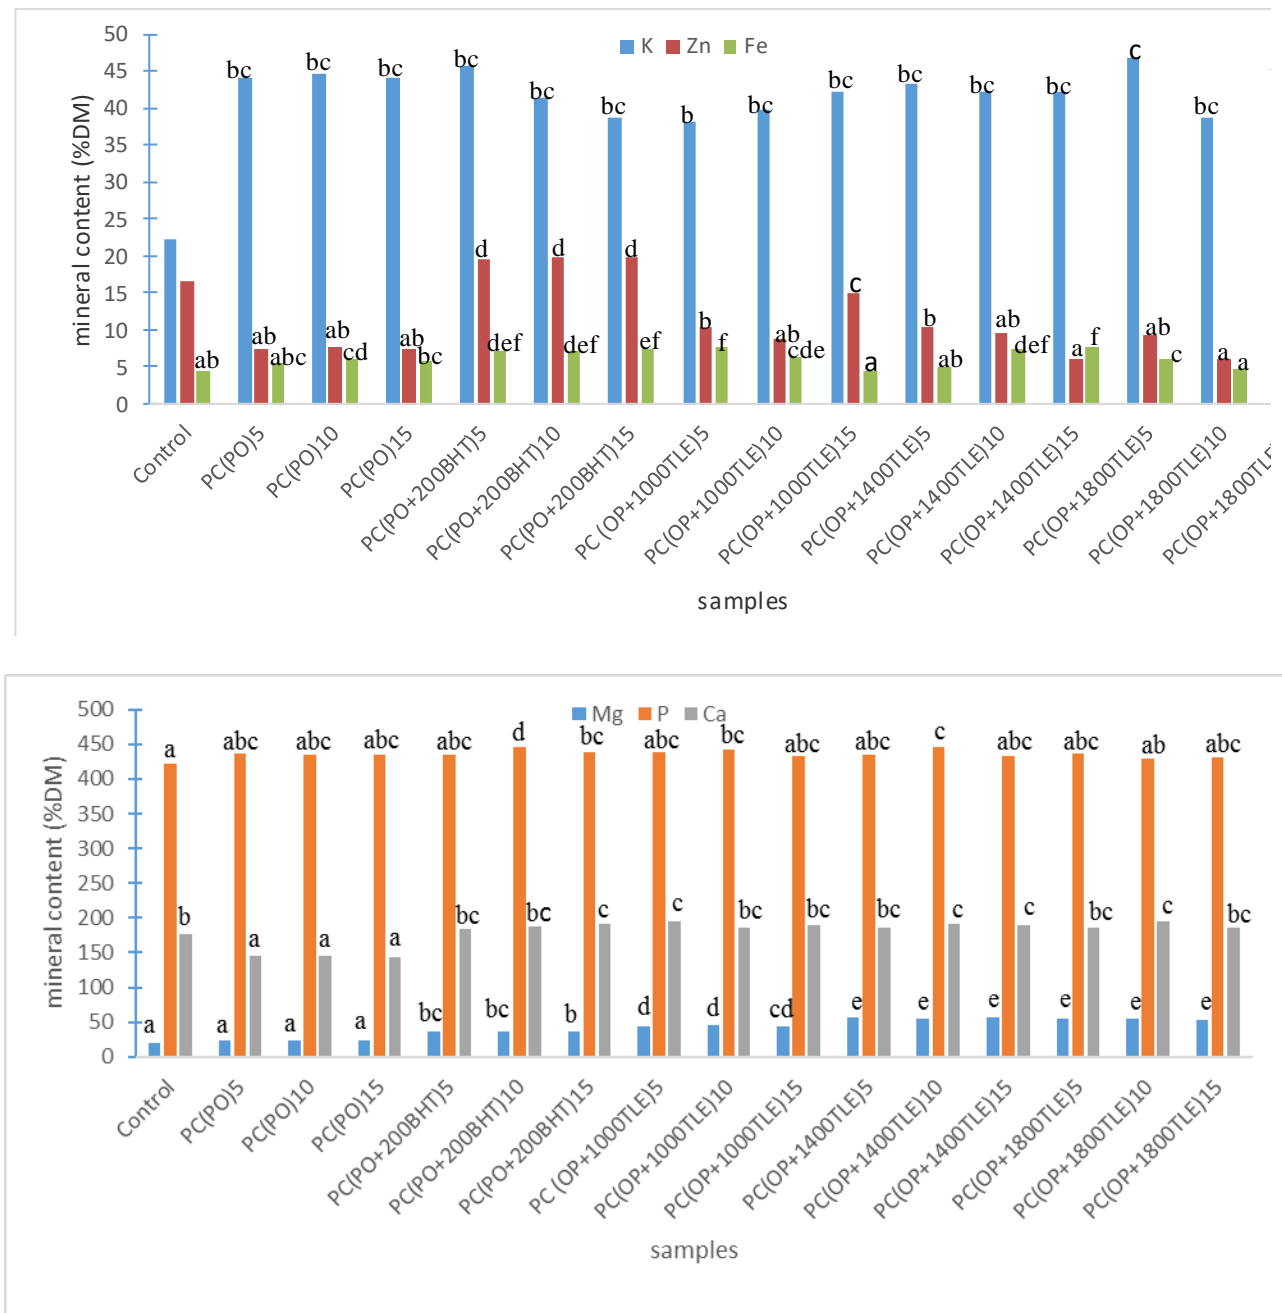 50
45
40
35
30
25
20
15
10
5
0
mineral content (%DM)
K Zn Fe
bc bc bc bc bc bc b bc bc bc bc bc c bc
ab ab ab d d d b ab c b ab a ab a
ab abc cd bc def def ef f cde a ab def f c a
Control
PC(PO)5
PC(PO)10
PC(PO)15
PC(PO+200BHT)5
PC(PO+200BHT)10
PC(PO+200BHT)15
PC (OP+1000TLE)5
PC(OP+1000TLE)10
PC(OP+1000TLE)15
PC(OP+1400TLE)5
PC(OP+1400TLE)10
PC(OP+1400TLE)15
PC(OP+1800TLE)5
PC(OP+1800TLE)10
PC(OP+1800TLE
samples
500
450
400
350
300
250
200
150
100
50
0
mineral content (%DM)
Mg P Ca
a abc abc abc abc d bc abc bc abc abc c abc abc ab abc
b a a a bc bc c c bc bc bc c c bc c bc
a a a a bc bc b d d cd e e e e e e
Control
PC(PO)5
PC(PO)10
PC(PO)15
PC(PO+200BHT)5
PC(PO+200BHT)10
PC(PO+200BHT)15
PC (OP+1000TLE)5
PC(OP+1000TLE)10
PC(OP+1000TLE)15
PC(OP+1400TLE)5
PC(OP+1400TLE)10
PC(OP+1400TLE)15
PC(OP+1800TLE)5
PC(OP+1800TLE)10
PC(OP+1800TLE)15
samples